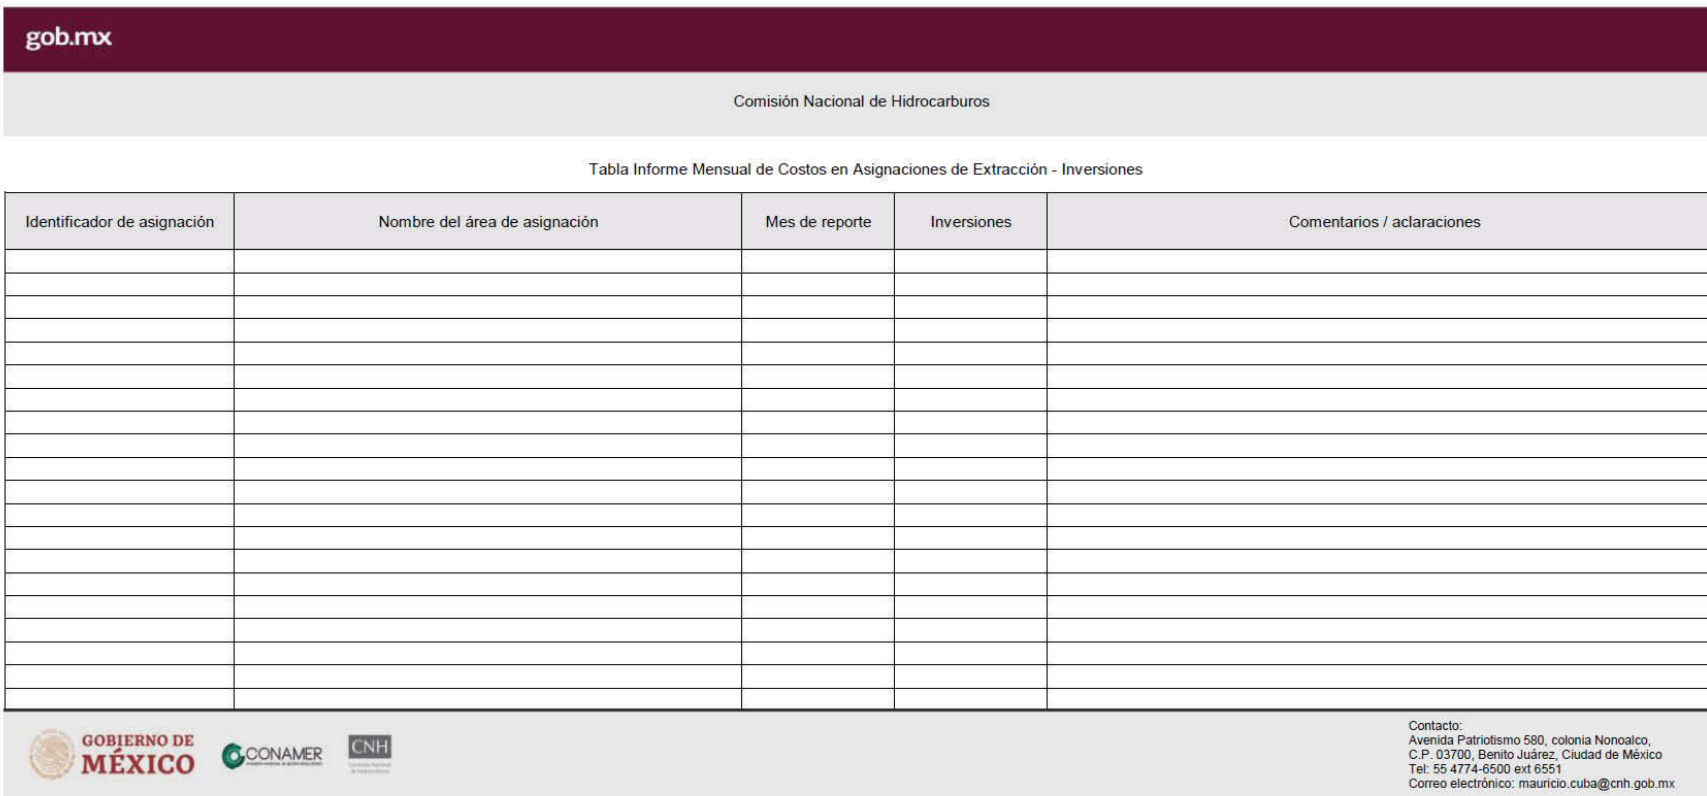 gob.mx
Comisión Nacional de Hidrocarburos
Tabla Informe Mensual de Costos en Asignaciones de Extracción - Inversiones
Identificador de asignación
Nombre del área de asignación
Mes de reporte
Inversiones
Comentarios / aclaraciones
GOBIERNO DE
MÉXICO
CONAMER
CNH
Contacto:
Avenida Patriotismo 580, colonia Nonoalco,
C.P. 03700, Benito Juárez, Ciudad de México
Tel: 55 4774-6500 ext 6551
Correo electrónico: mauricio.cuba@cnh.gob.mx